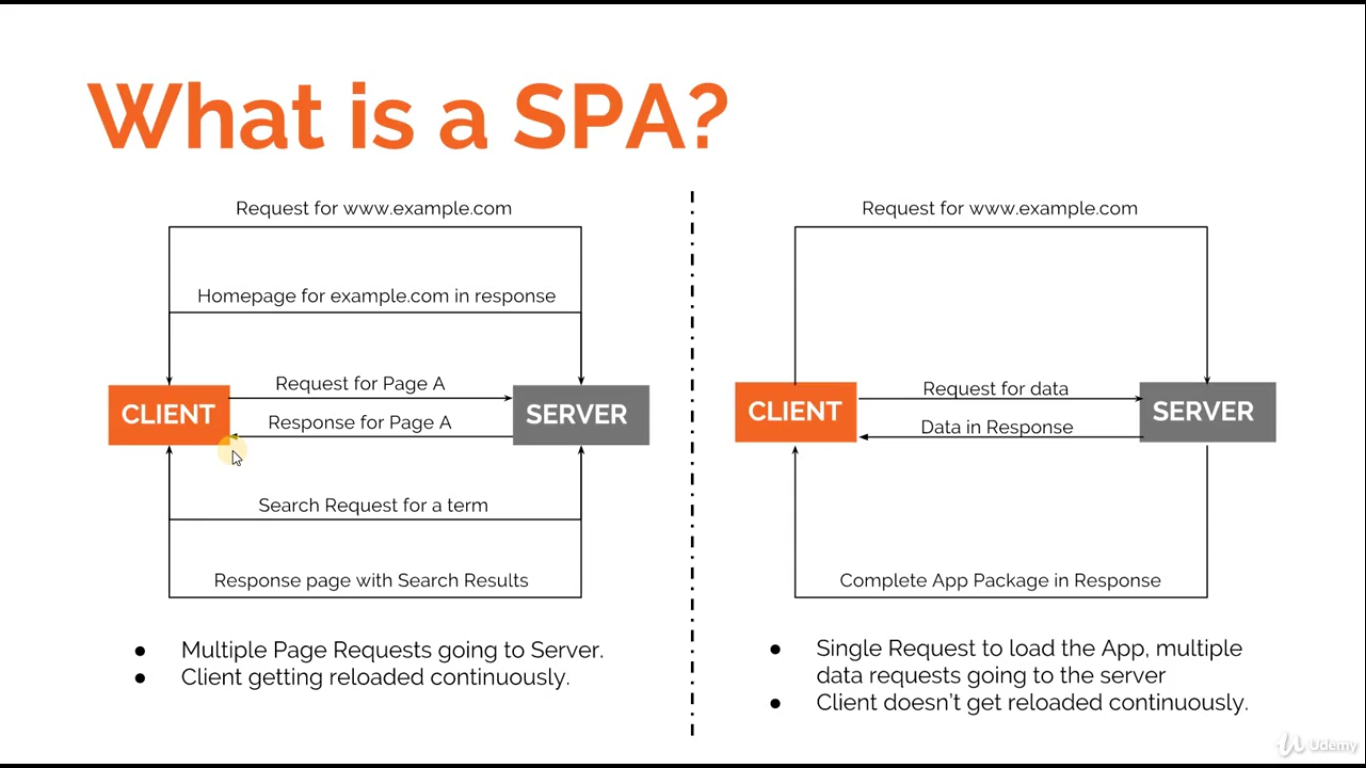 What is a SPA?
Request for www.example.com
Homepage for example.com in response
Request for Page A
Response for Page A
CLIENT
SERVER
Search Request for a term
Response page with Search Results
● Multiple Page Requests going to Server.
● Client getting reloaded continuously.
Request for www.example.com
Request for data
Data in Response
CLIENT
SERVER
Complete App Package in Response
● Single Request to load the App, multiple
data requests going to the server
● Client doesn't get reloaded continuously.
Udemy